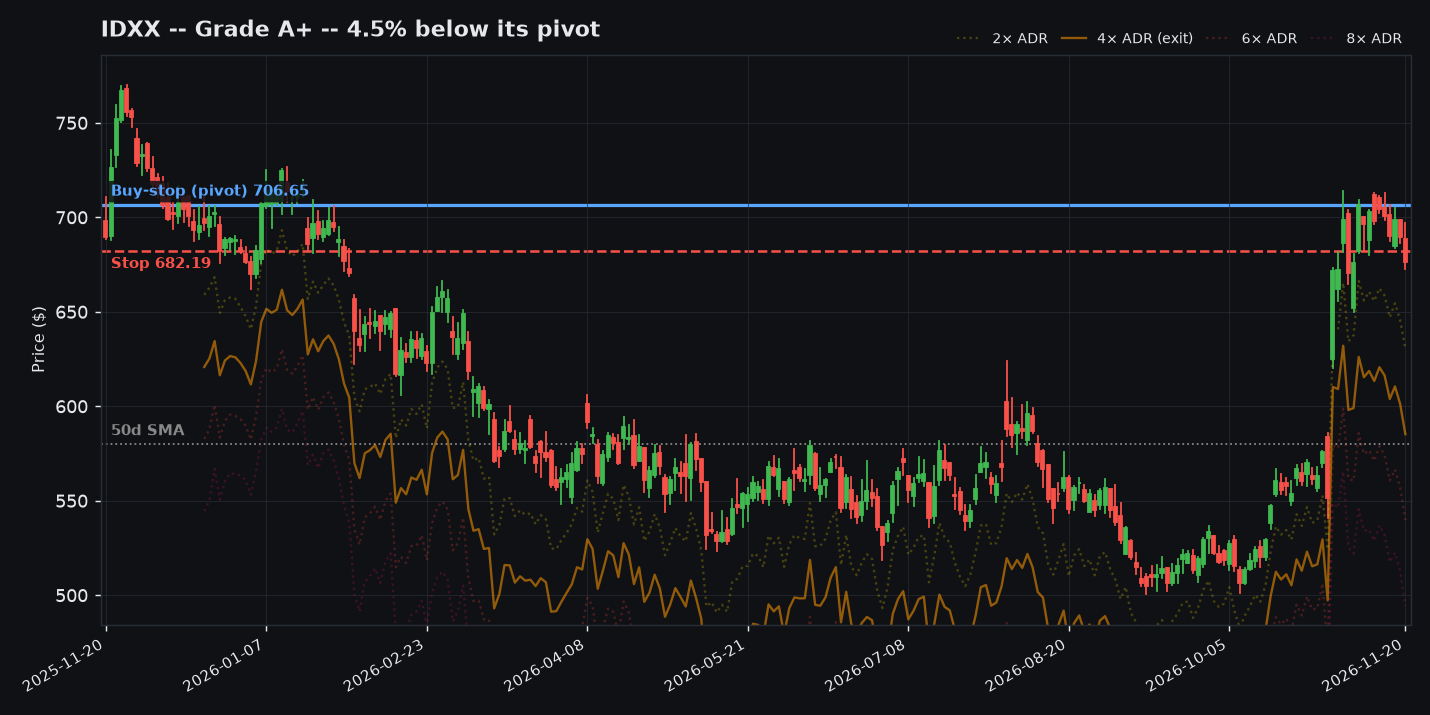 IDXX -- Grade A+ -- 4.5% below its pivot
2× ADR
4× ADR (exit)
6× ADR
8× ADR
Price ($)
750
700
650
600
550
500
Buy-stop (pivot) 706.65
Stop 682.19
50d SMA
2025-11-20
2026-01-07
2026-02-23
2026-04-08
2026-05-21
2026-07-08
2026-08-20
2026-10-05
2026-11-20